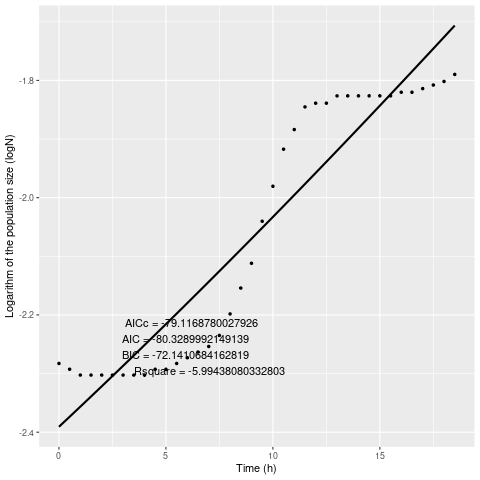 -1.8
-2.0
-2.2
-2.4
Logarithm of the population size (logN)
AICc = -79.1168780027926
AIC = -80.3289992149139
BIC = -72.1410684162819
Rsquare = -5.99438080332803
0
5
10
15
Time (h)